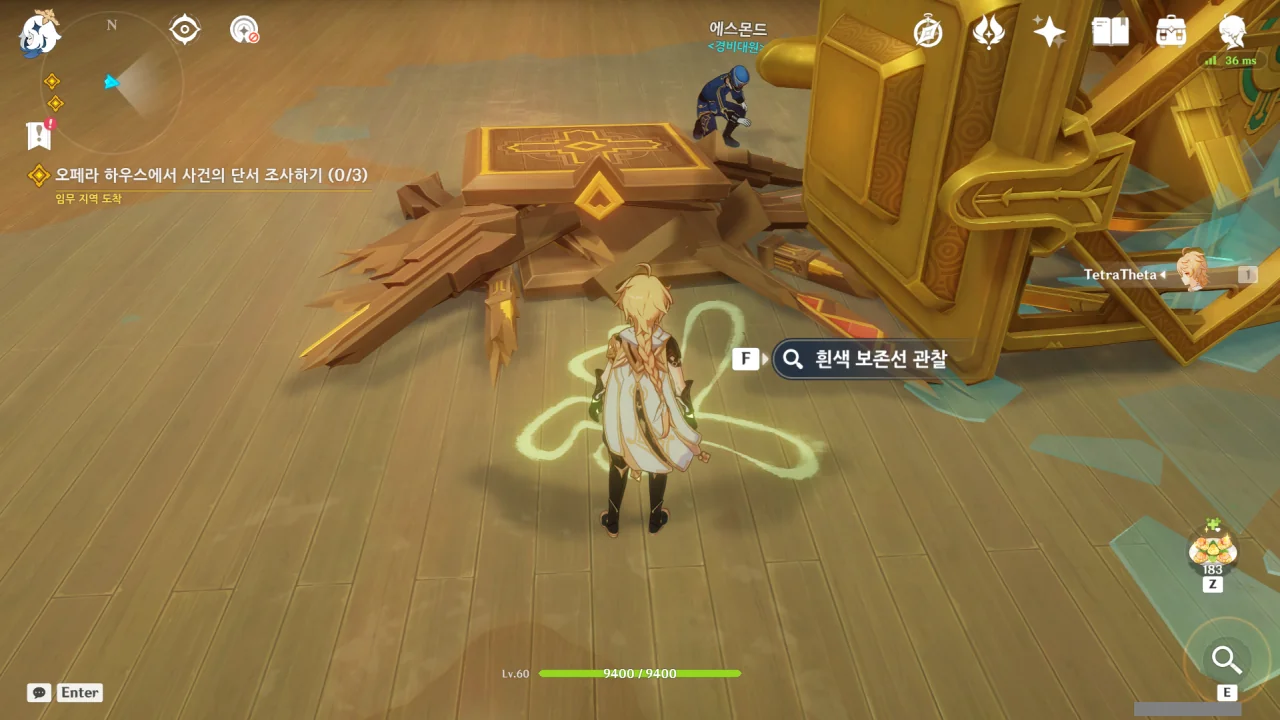 N
에스몬드
<경비대원>
36 ms
오페라 하우스에서 사건의 단서 조사하기 (0/3)
임무 지역 도착
TetraTheta
1
F
흰색 보존선 관찰
183
Z
Lv.60
9400 / 9400
Enter
E